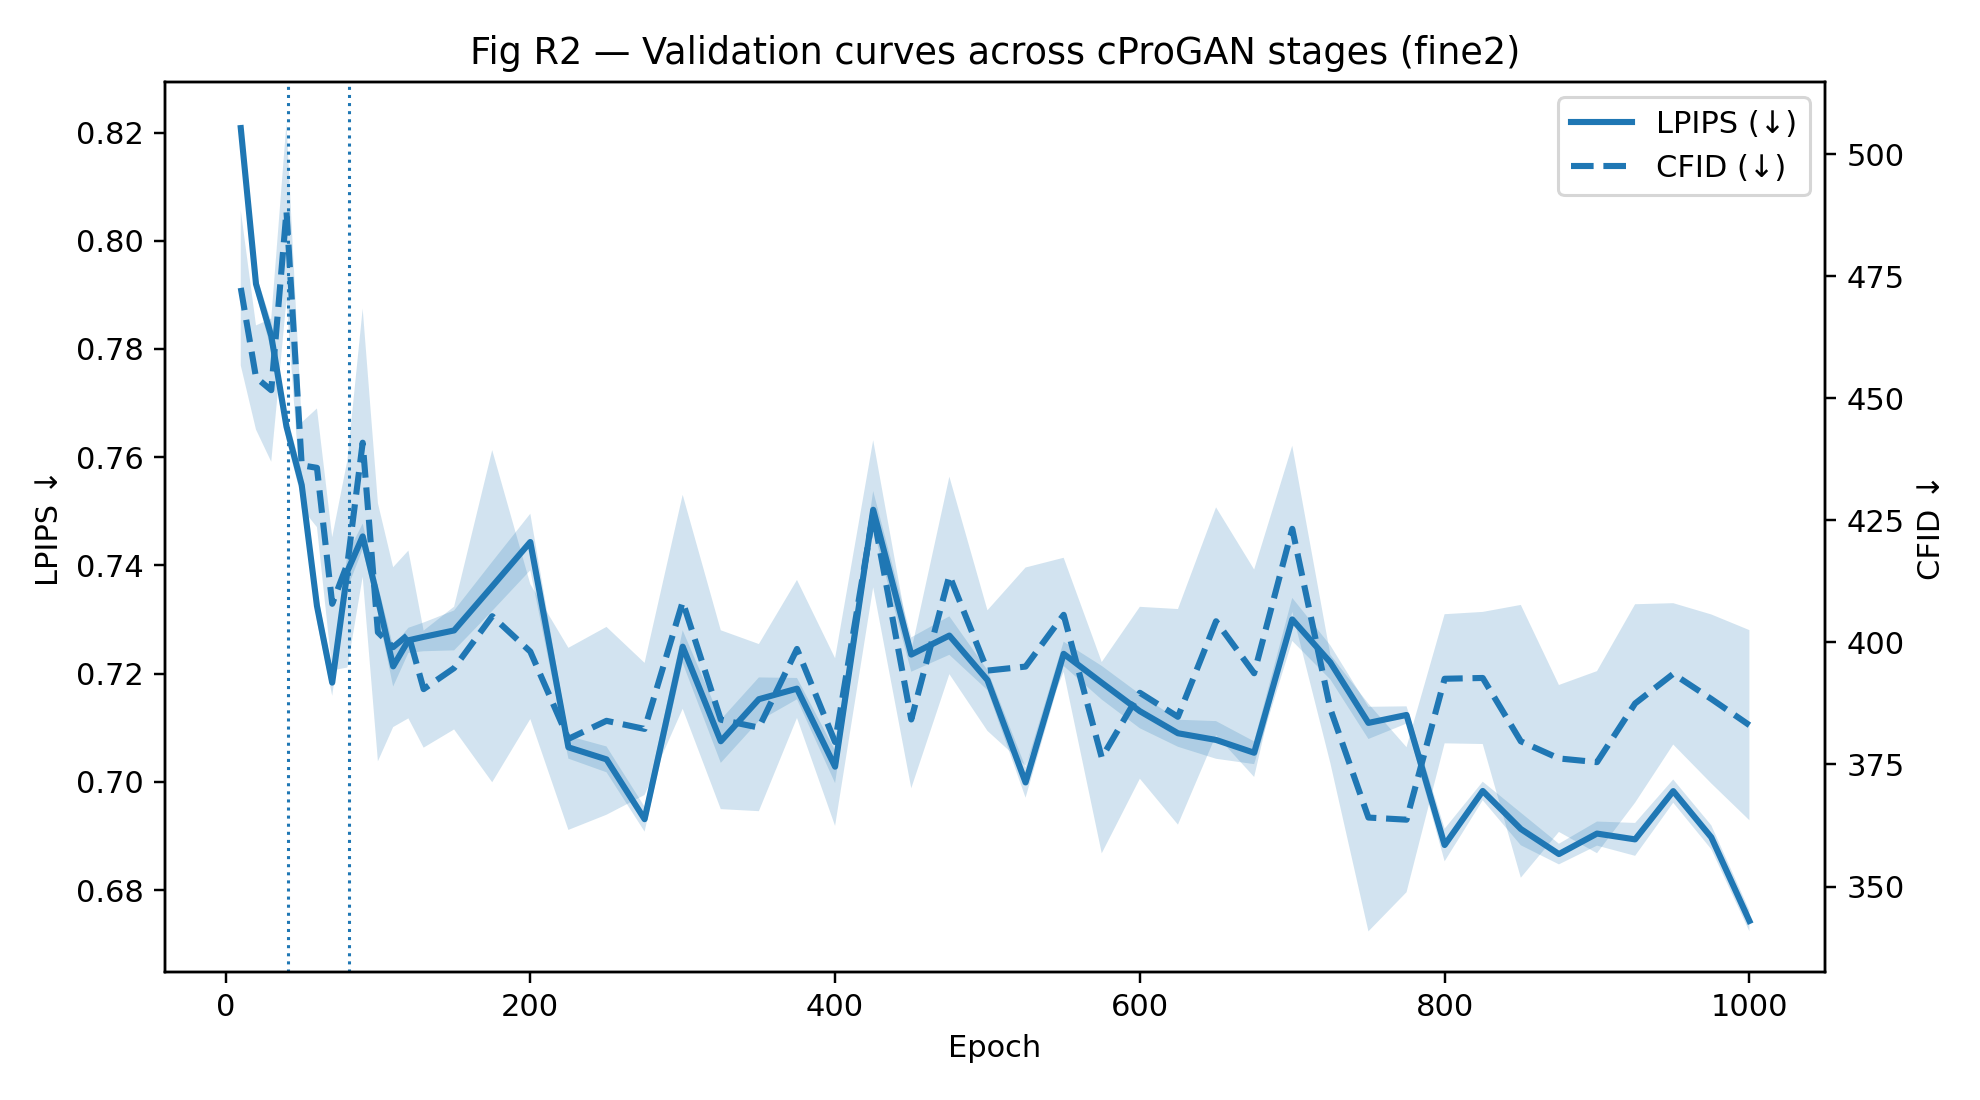 Fig R2 — Validation curves across cProGAN stages (fine2)
LPIPS (↓)
CFID (↓)
0.82
0.80
0.78
0.76
0.74
0.72
0.70
0.68
LPIPS ↓
500
475
450
425
400
375
350
CFID ↓
0 200 400 600 800 1000
Epoch